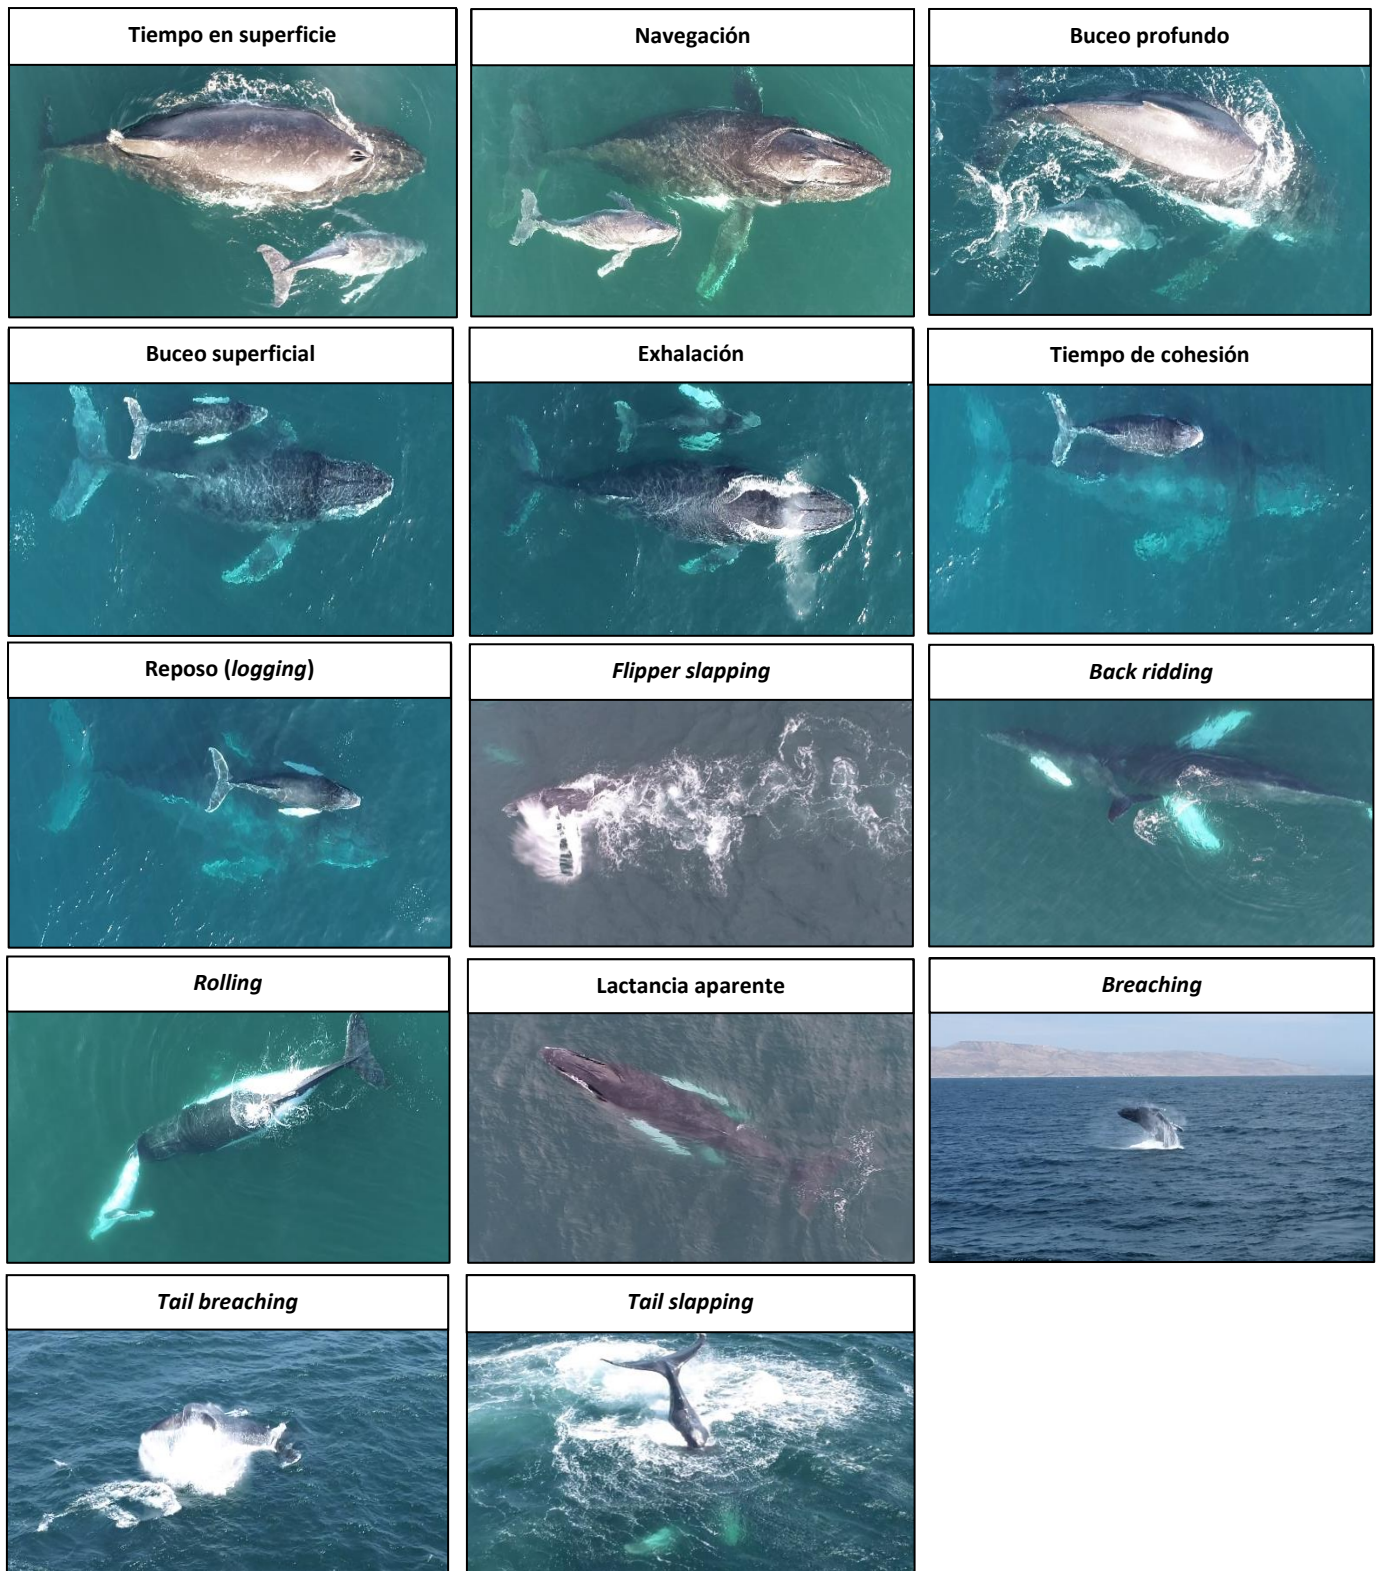 Tiempo en superficie
Navegación
Buceo profundo
Buceo superficial
Exhalación
Tiempo de cohesión
Reposo (logging)
Flipper slapping
Back ridding
Rolling
Lactancia aparente
Breaching
Tail breaching
Tail slapping